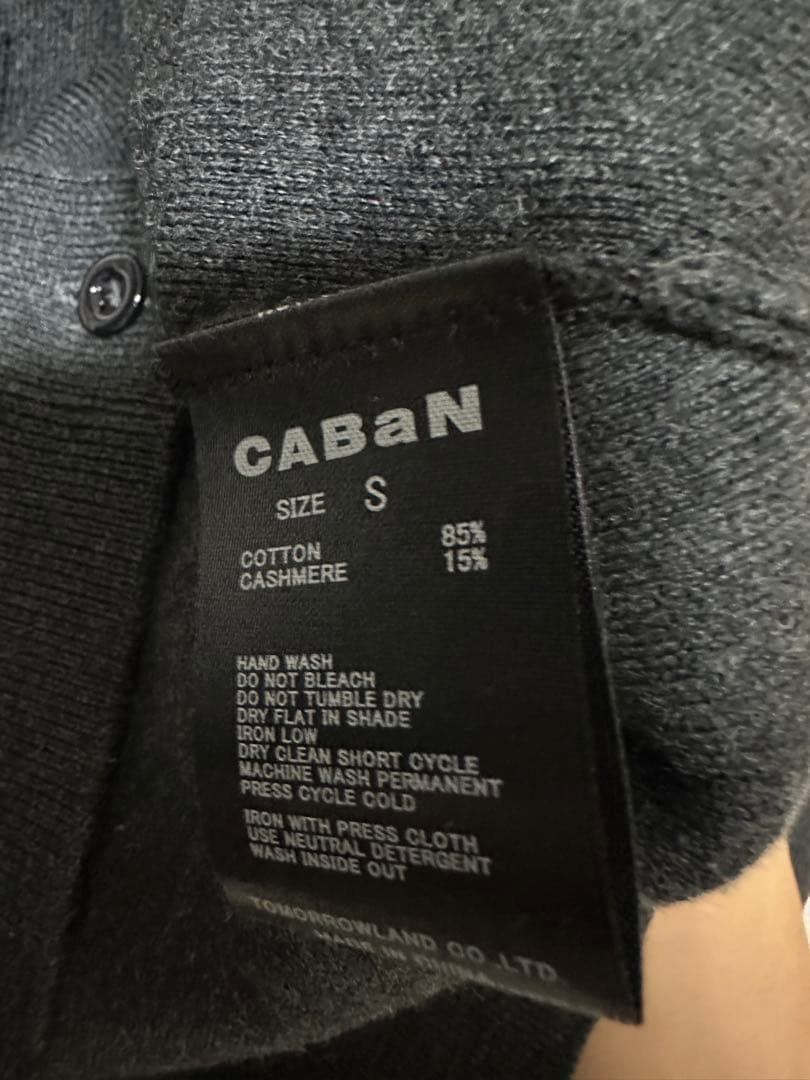 CABaN
SIZE S
COTTON 85%
CASHMERE 15%
HAND WASH
DO NOT BLEACH
DO NOT TUMBLE DRY
DRY FLAT IN SHADE
IRON LOW
DRY CLEAN SHORT CYCLE
MACHINE WASH PERMANENT
PRESS CYCLE COLD
IRON WITH PRESS CLOTH
USE NEUTRAL DETERGENT
WASH INSIDE OUT
TOMORROWLAND CO.,LTD.
MADE IN